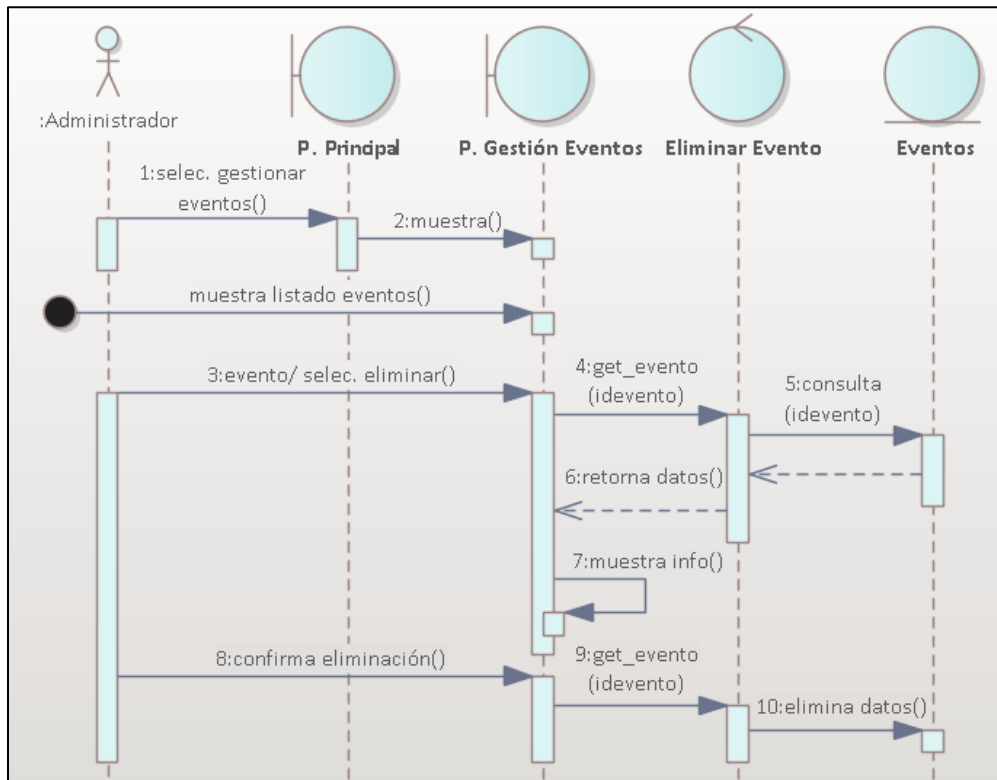 :Administrador
P. Principal
P. Gestión Eventos
Eliminar Evento
Eventos
1:selec. gestionar
eventos()
2:muestra()
muestra listado eventos()
3:evento/ selec. eliminar()
4:get_evento
(idevento)
5:consulta
(idevento)
6:retorna datos()
7:muestra info()
8:confirma eliminación()
9:get_evento
(idevento)
10:elimina datos()